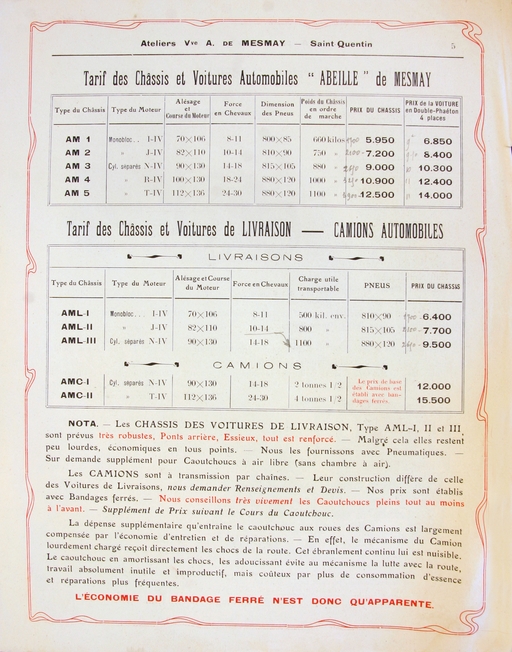 Ateliers Vve A. DE MESMAY — Saint-Quentin 5
Tarif des Châssis et Voitures Automobiles “ ABEILLE ” de MESMAY
Type du Châssis | Type du Moteur | Alésage et Course du Moteur | Force en Chevaux | Dimension des Pneus | Poids du Châssis en ordre de marche | PRIX DU CHASSIS | PRIX de la VOITURE en Double-Phaéton 4 places
AM 1 Monobloc.. I-IV 70×106 8-11 800×85 660 kilos 5.950 6.850
AM 2 » J-IV 82×110 10-14 810×90 750 » 7.200 8.400
AM 3 Cyl. séparés N-IV 90×130 14-18 815×105 880 » 9.000 10.300
AM 4 » R-IV 100×130 18-24 880×120 1000 » 10.900 12.400
AM 5 » T-IV 112×136 24-30 880×120 1100 » 12.500 14.000
Tarif des Châssis et Voitures de LIVRAISON — CAMIONS AUTOMOBILES
LIVRAISONS
Type du Châssis | Type du Moteur | Alésage et Course du Moteur | Force en Chevaux | Charge utile transportable | PNEUS | PRIX DU CHASSIS
AML-I Monobloc... I-IV 70×106 8-11 500 kil. env. 810×90 6.400
AML-II » J-IV 82×110 10-14 800 » 815×105 7.700
AML-III Cyl. séparés N-IV 90×130 14-18 1100 » 880×120 9.500
CAMIONS
AMC-I Cyl. séparés N-IV 90×130 14-18 2 tonnes 1/2 12.000
AMC-II » T-IV 112×136 24-30 4 tonnes 1/2 15.500
Le prix de base
des Camions est
établi avec ban-
dages ferrés.
NOTA. — Les CHASSIS DES VOITURES DE LIVRAISON, Type AML-I, II et III,
sont prévus très robustes, Ponts arrière, Essieux, tout est renforcé. — Malgré cela elles restent
peu lourdes, économiques en tous points. — Nous les fournissons avec Pneumatiques. —
Sur demande supplément pour Caoutchoucs à air libre (sans chambre à air).
Les CAMIONS sont à transmission par chaînes. — Leur construction diffère de celle
des Voitures de Livraisons, nous demander Renseignements et Devis. — Nos prix sont établis
avec Bandages ferrés. — Nous conseillons très vivement les Caoutchoucs pleins tout au moins
à l'avant. — Supplément de Prix suivant le Cours du Caoutchouc.
La dépense supplémentaire qu'entraîne le caoutchouc aux roues des Camions est largement
compensée par l'économie d'entretien et de réparations. — En effet, le mécanisme du Camion
lourdement chargé reçoit directement les chocs de la route. Cet ébranlement continu lui est nuisible.
Le caoutchouc en amortissant les chocs, les adoucissant évite au mécanisme la lutte avec la route,
travail absolument inutile et improductif, mais coûteux par plus de consommation d'essence
et réparations plus fréquentes.
L'ÉCONOMIE DU BANDAGE FERRÉ N'EST DONC QU'APPARENTE.